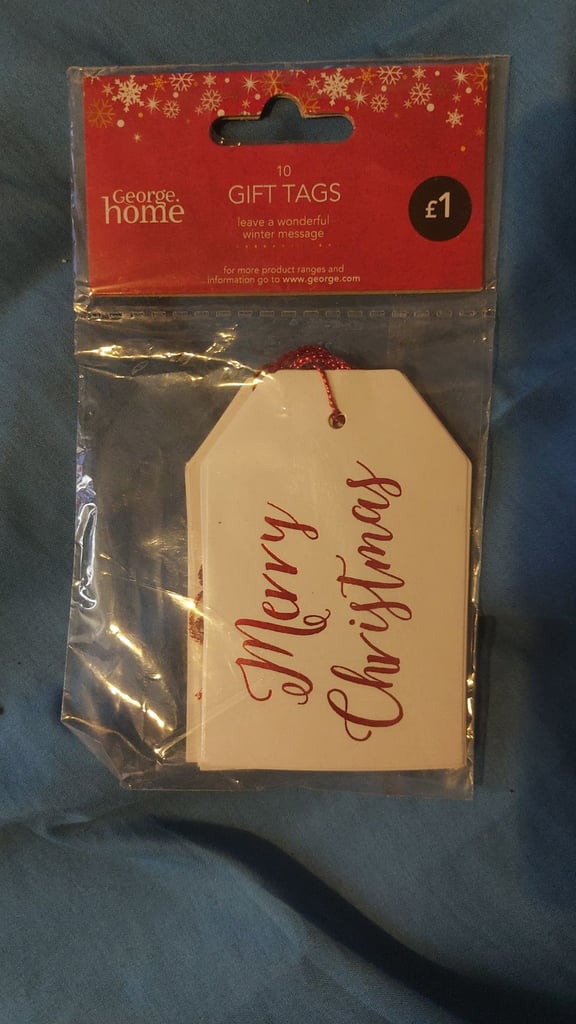 George.
home
10
GIFT TAGS
leave a wonderful
winter message
£1
for more product ranges and
information go to www.george.com
Merry
Christmas